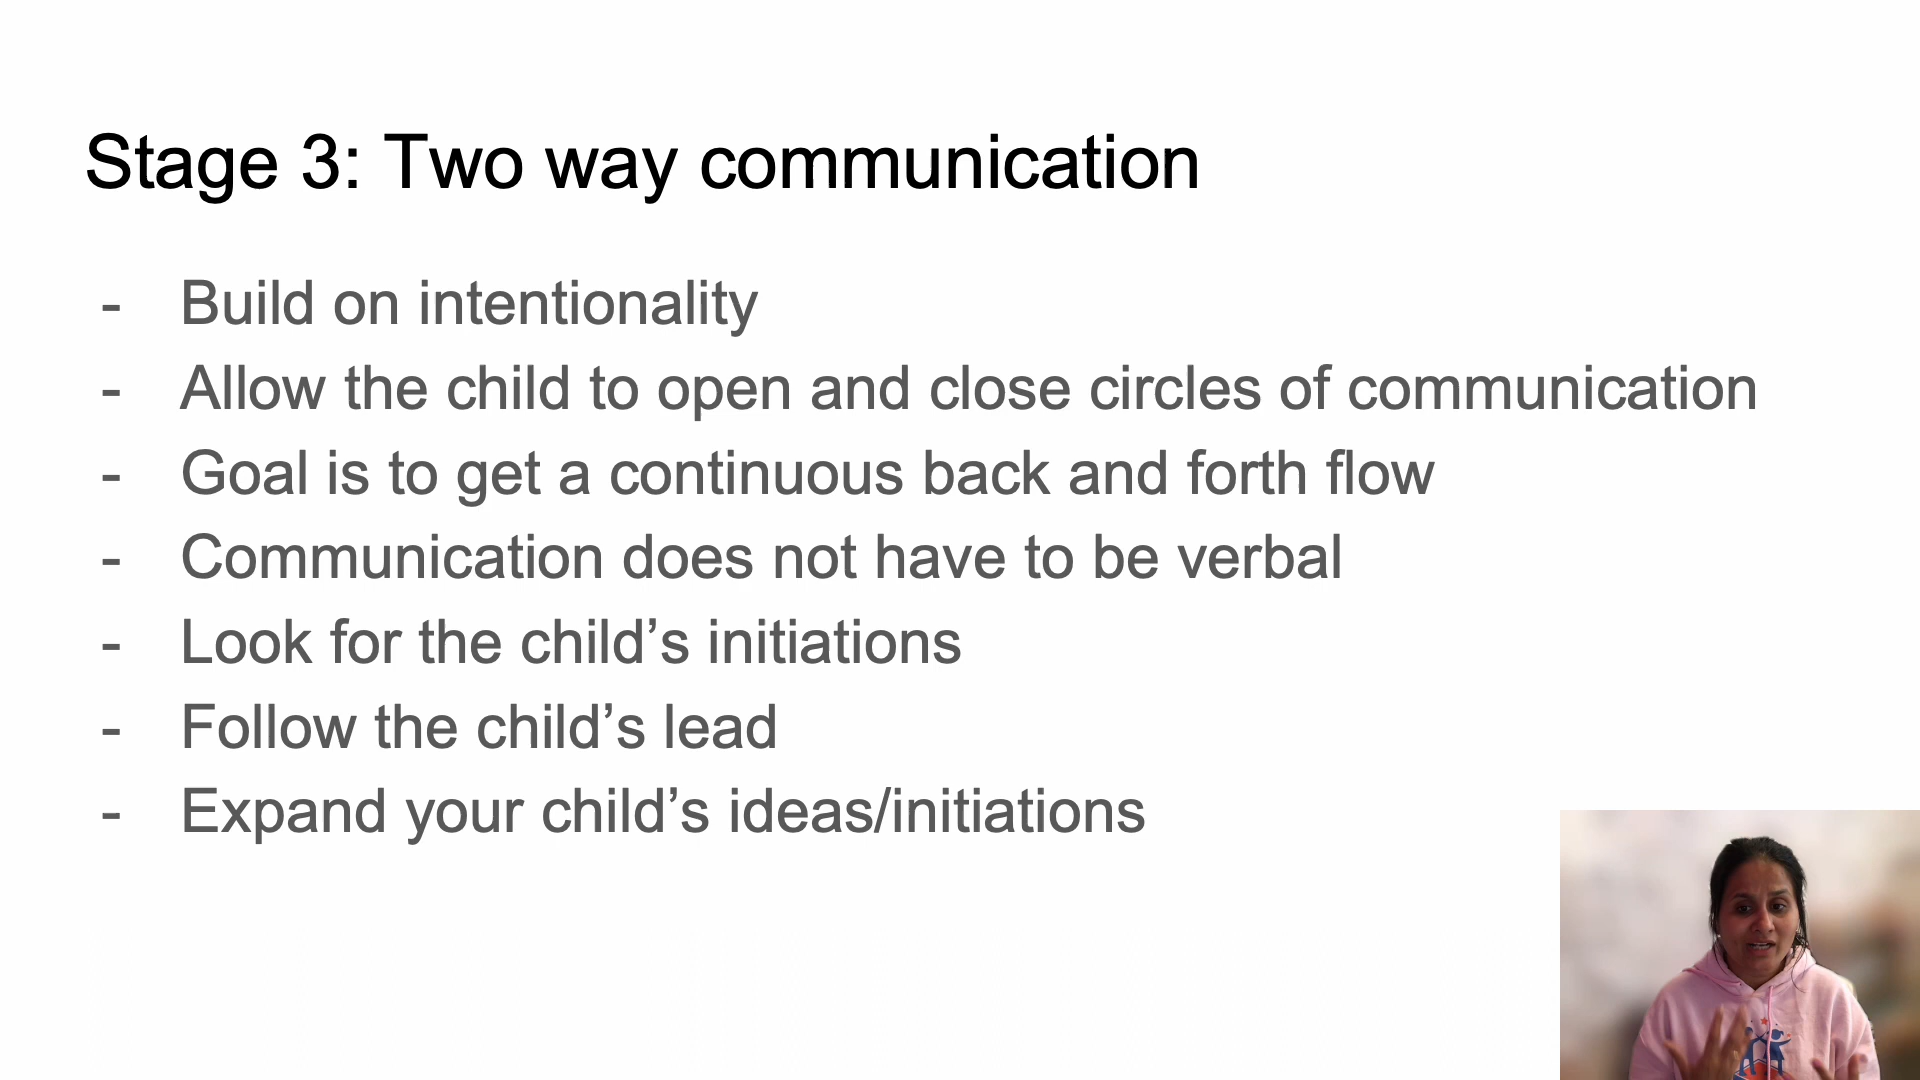 Stage 3: Two way communication
- Build on intentionality
- Allow the child to open and close circles of communication
- Goal is to get a continuous back and forth flow
- Communication does not have to be verbal
- Look for the child’s initiations
- Follow the child’s lead
- Expand your child’s ideas/initiations